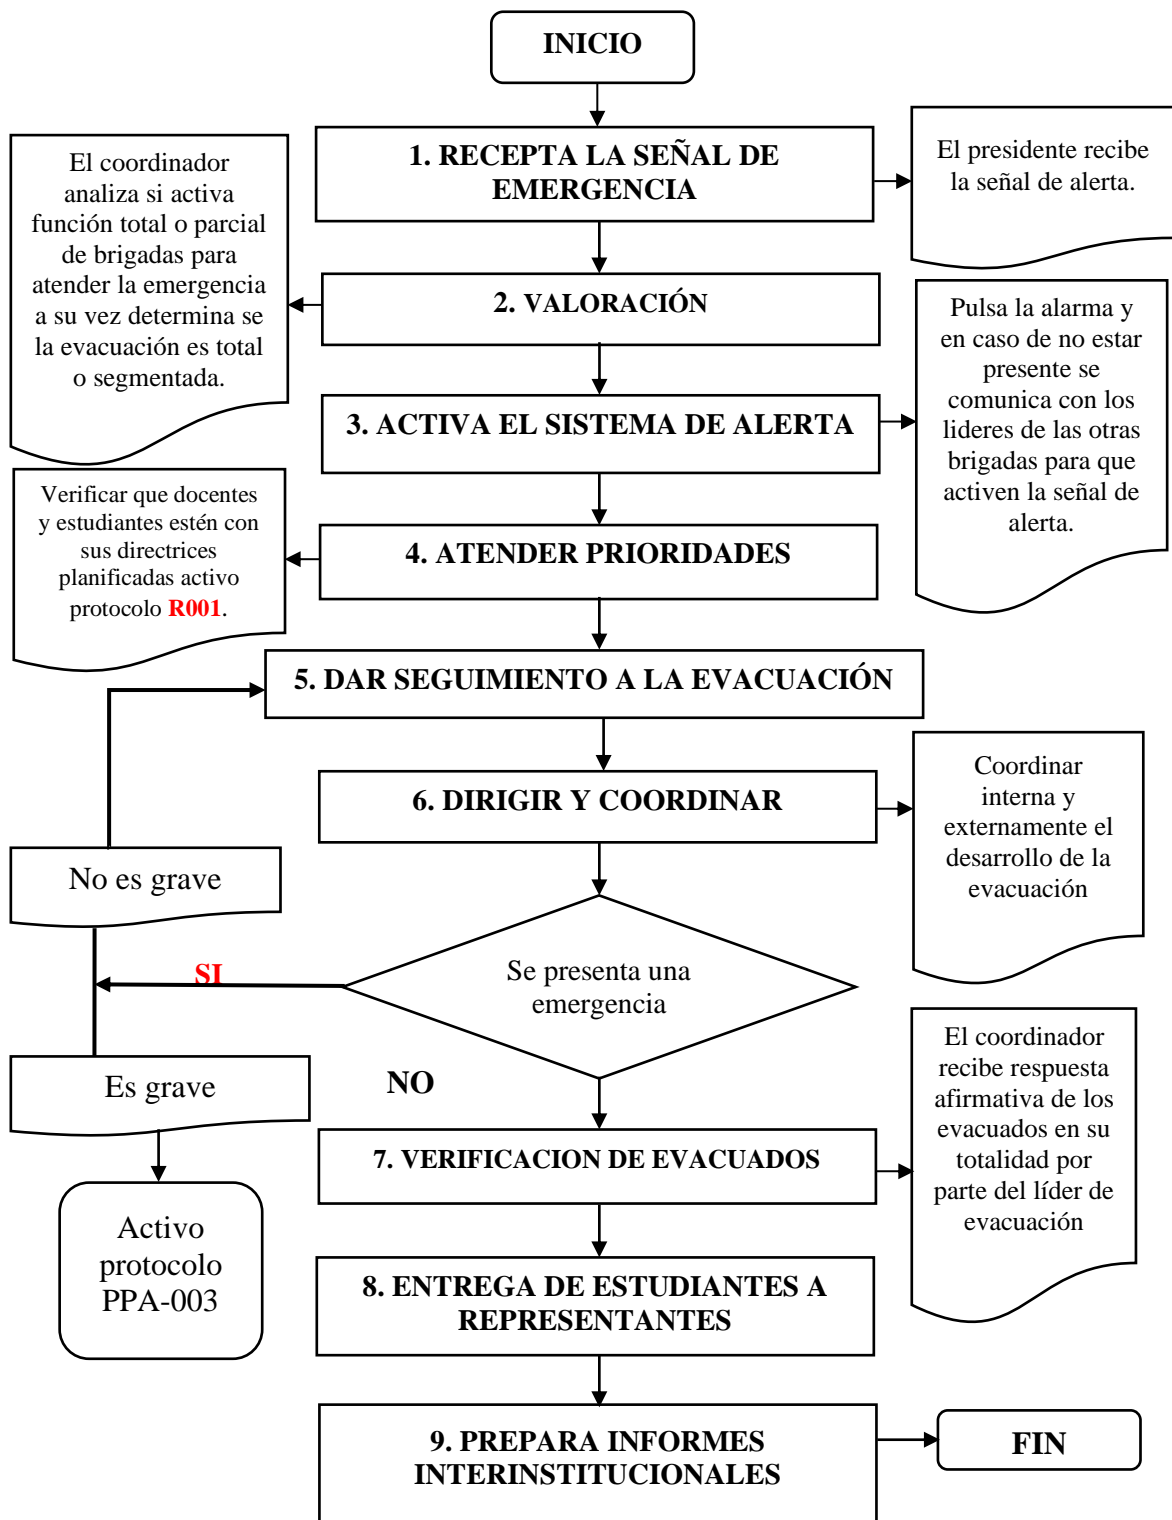 INICIO
1. RECEPTA LA SEÑAL DE
EMERGENCIA
El presidente recibe
la señal de alerta.
El coordinador
analiza si activa
función total o parcial
de brigadas para
atender la emergencia
a su vez determina se
la evacuación es total
o segmentada.
2. VALORACIÓN
Pulsa la alarma y
en caso de no estar
presente se
comunica con los
lideres de las otras
brigadas para que
activen la señal de
alerta.
3. ACTIVA EL SISTEMA DE ALERTA
Verificar que docentes
y estudiantes estén con
sus directrices
planificadas activo
protocolo R001.
4. ATENDER PRIORIDADES
5. DAR SEGUIMIENTO A LA EVACUACIÓN
6. DIRIGIR Y COORDINAR
Coordinar
interna y
externamente el
desarrollo de la
evacuación
No es grave
SI
Se presenta una
emergencia
Es grave
NO
El coordinador
recibe respuesta
afirmativa de los
evacuados en su
totalidad por
parte del líder de
evacuación
7. VERIFICACION DE EVACUADOS
Activo
protocolo
PPA-003
8. ENTREGA DE ESTUDIANTES A
REPRESENTANTES
9. PREPARA INFORMES
INTERINSTITUCIONALES
FIN